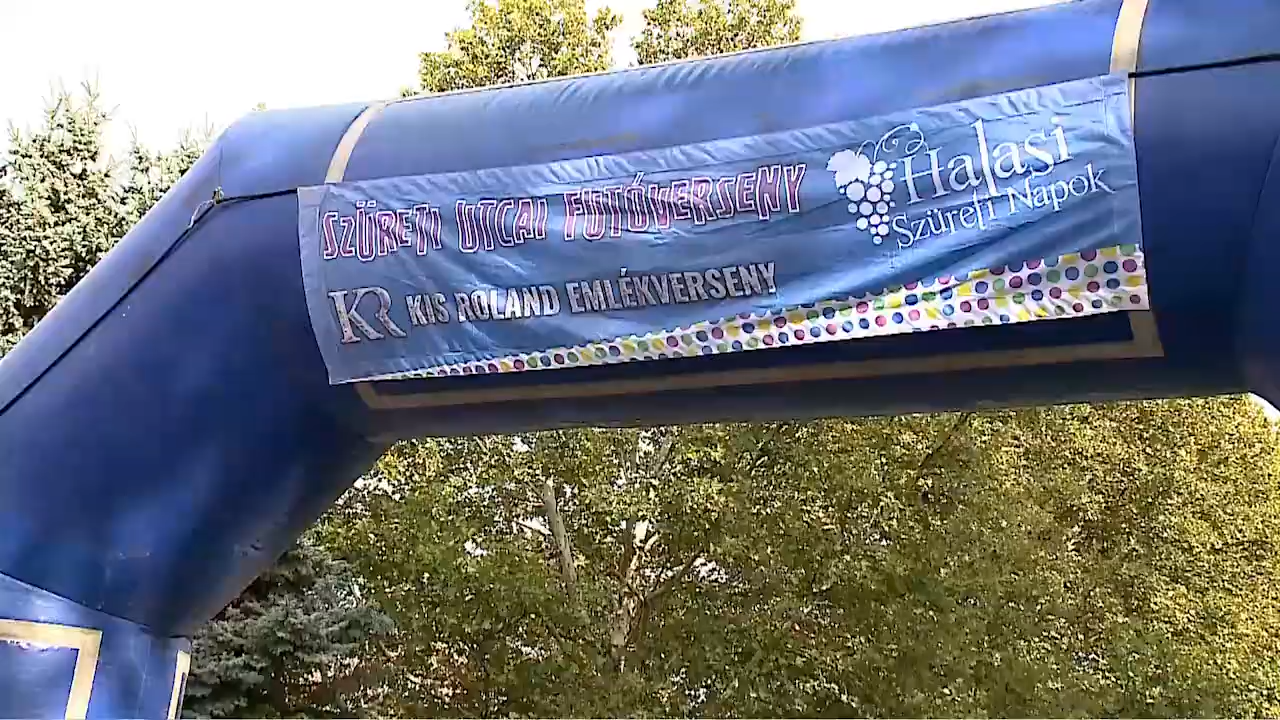 SZÜRETI UTCAI FUTÓVERSENY
KR KIS ROLAND EMLÉKVERSENY
Halasi
Szüreti Napok